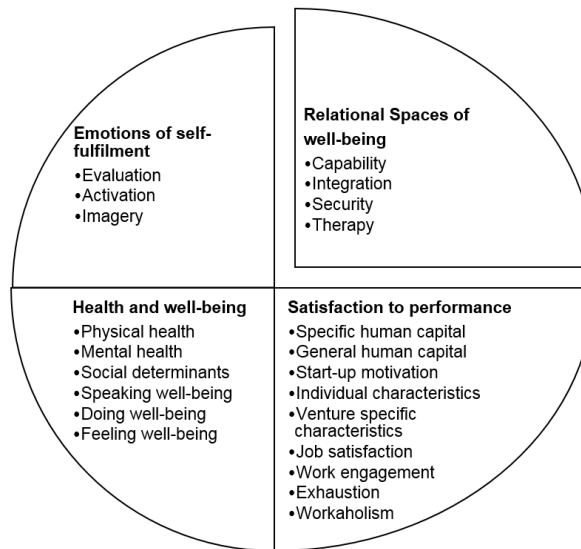 Emotions of self-
fulfilment
•Evaluation
•Activation
•Imagery
Relational Spaces of
well-being
•Capability
•Integration
•Security
•Therapy
Health and well-being
•Physical health
•Mental health
•Social determinants
•Speaking well-being
•Doing well-being
•Feeling well-being
Satisfaction to performance
•Specific human capital
•General human capital
•Start-up motivation
•Individual characteristics
•Venture specific
characteristics
•Job satisfaction
•Work engagement
•Exhaustion
•Workaholism